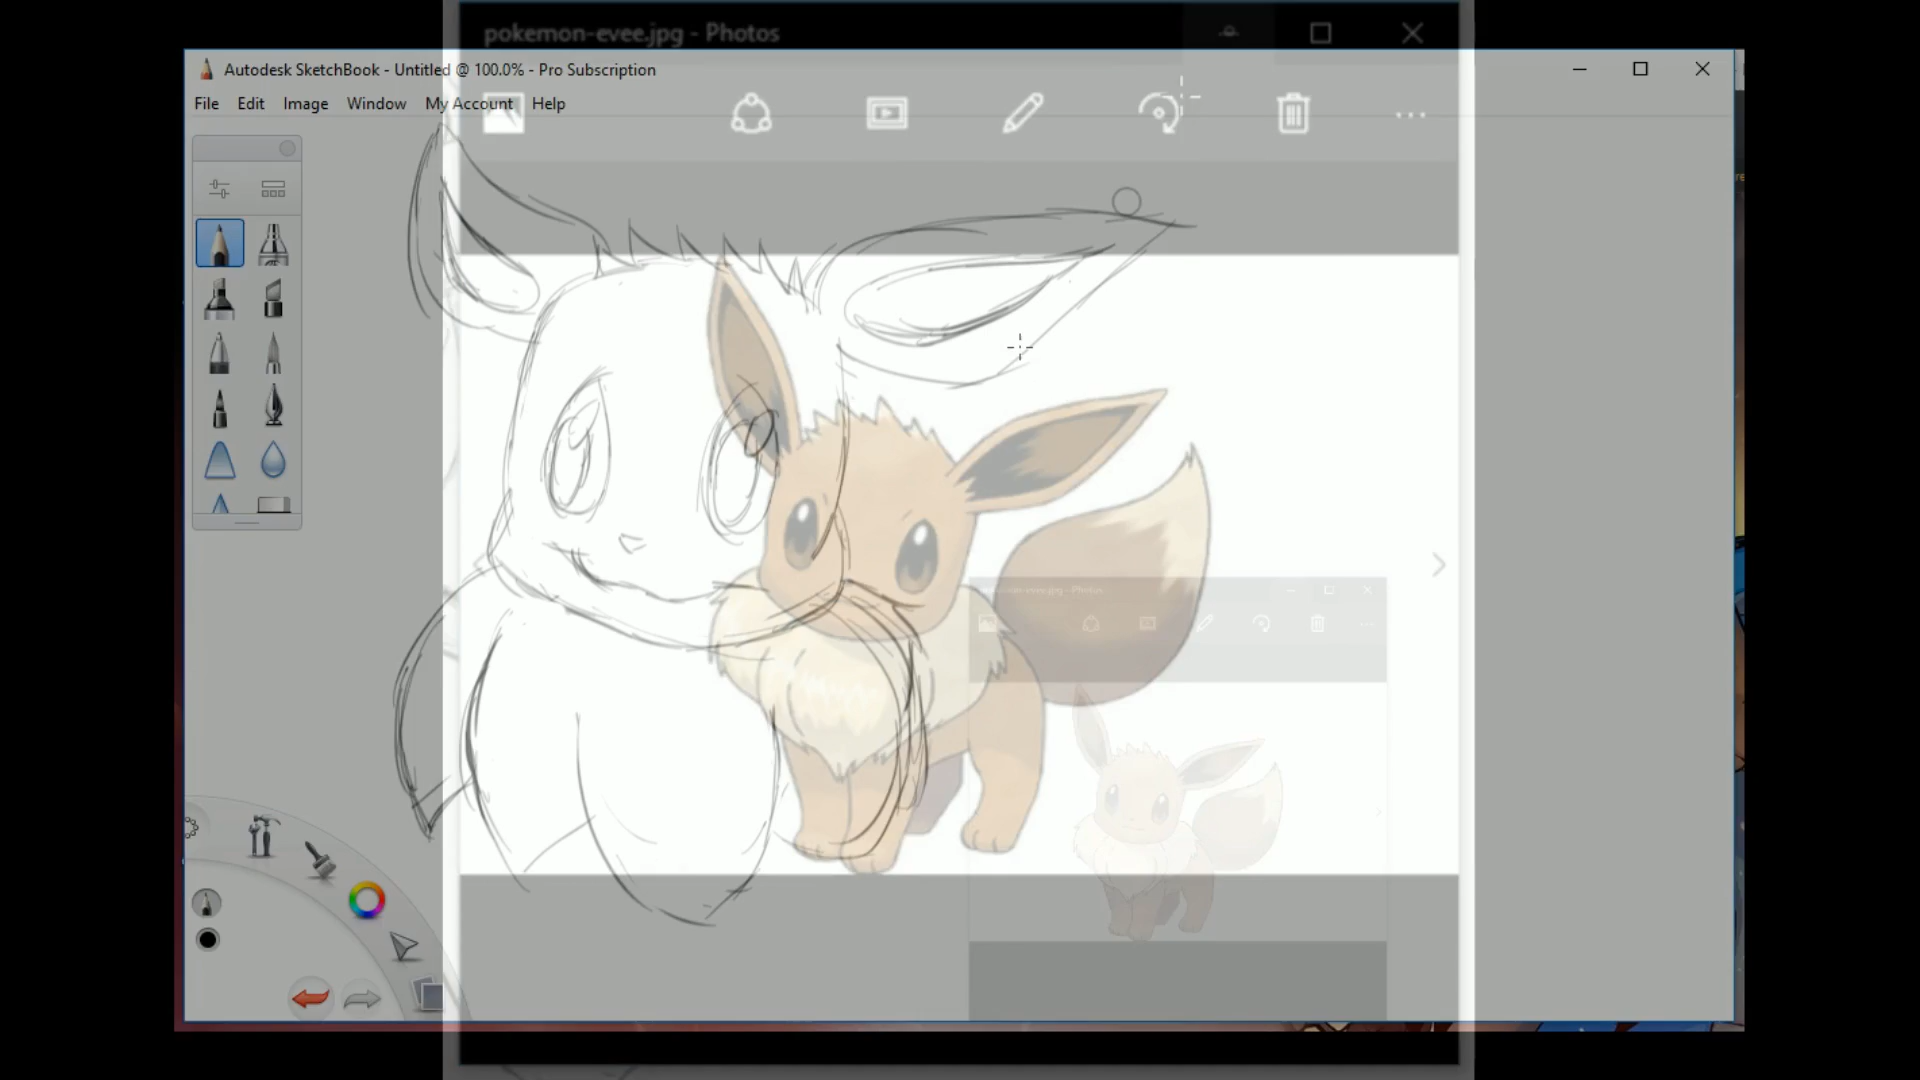 pokemon-evee.jpg - Photos
Autodesk SketchBook - Untitled @ 100.0% - Pro Subscription
File Edit Image Window My Account Help